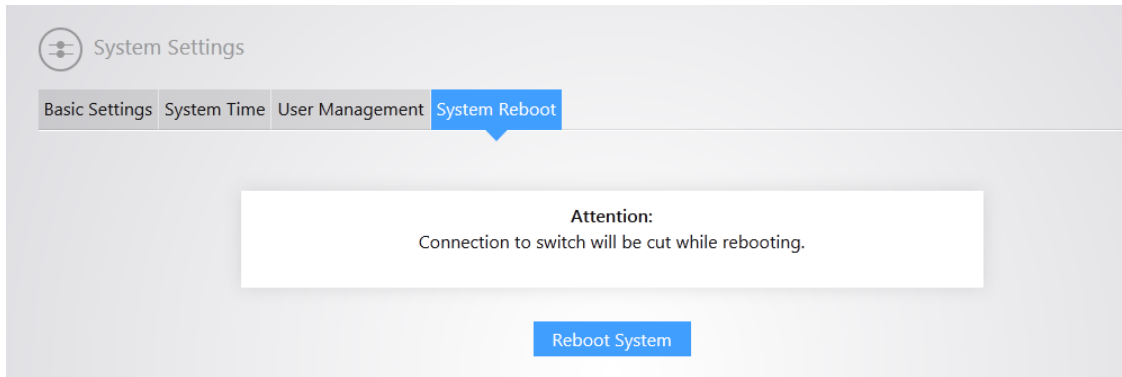 System Settings
Basic Settings System Time User Management System Reboot
Attention:
Connection to switch will be cut while rebooting.
Reboot System